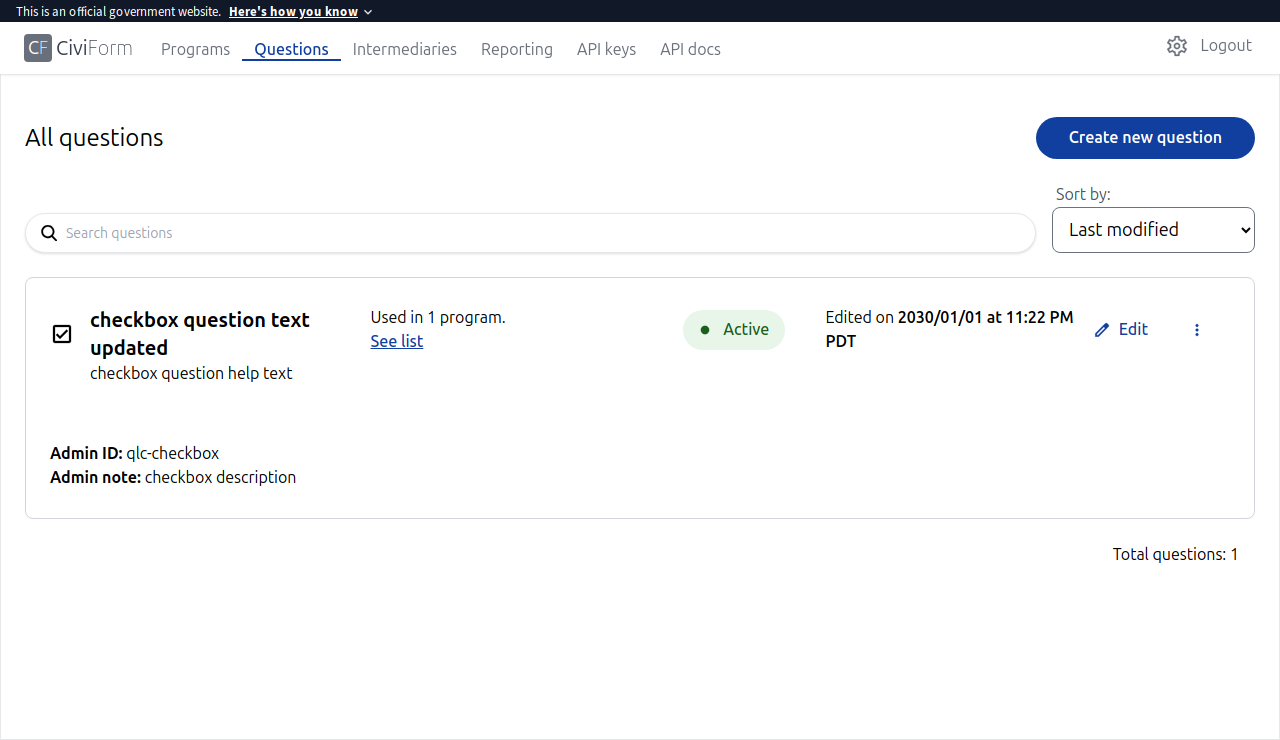 This is an official government website. Here's how you know
CF CiviForm Programs Questions Intermediaries Reporting API keys API docs Logout
All questions
Create new question
Sort by:
Search questions
Last modified
checkbox question text
updated
checkbox question help text
Used in 1 program.
See list
Active
Edited on 2030/01/01 at 11:22 PM
PDT
Edit
Admin ID: qlc-checkbox
Admin note: checkbox description
Total questions: 1